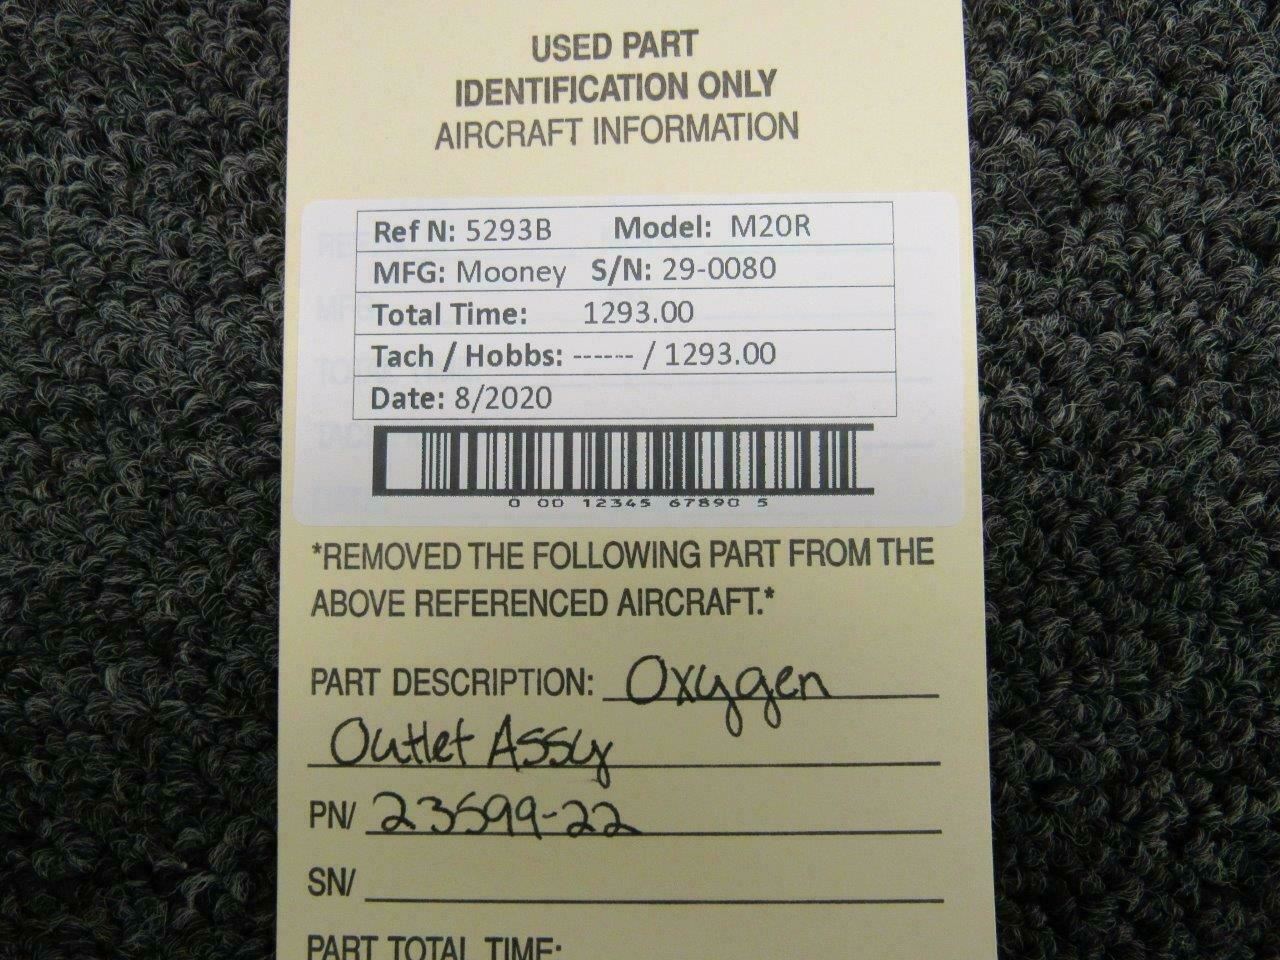 USED PART
IDENTIFICATION ONLY
AIRCRAFT INFORMATION
Ref N: 5293B Model: M20R
MFG: Mooney S/N: 29-0080
Total Time: 1293.00
Tach / Hobbs: ------ / 1293.00
Date: 8/2020
0 00 12345 67890 5
*REMOVED THE FOLLOWING PART FROM THE
ABOVE REFERENCED AIRCRAFT.*
PART DESCRIPTION: Oxygen
Outlet Assy
PN/ 23599-22
SN/
PART TOTAL TIME: